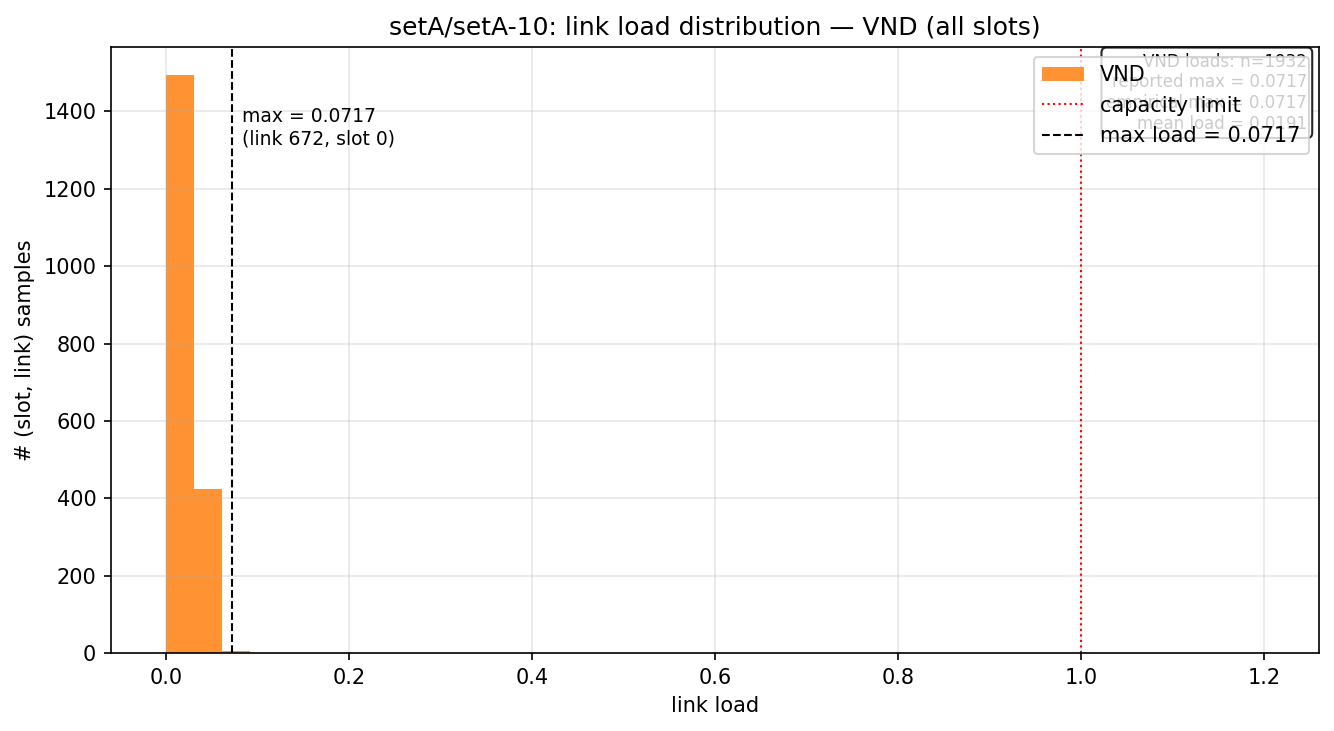 setA/setA-10: link load distribution — VND (all slots)
# (slot, link) samples
1400
1200
1000
800
600
400
200
0
max = 0.0717
(link 672, slot 0)
VND loads: n=1932
reported max = 0.0717
max = 0.0717
mean load = 0.0191
VND
capacity limit
max load = 0.0717
0.0
0.2
0.4
0.6
0.8
1.0
1.2
link load